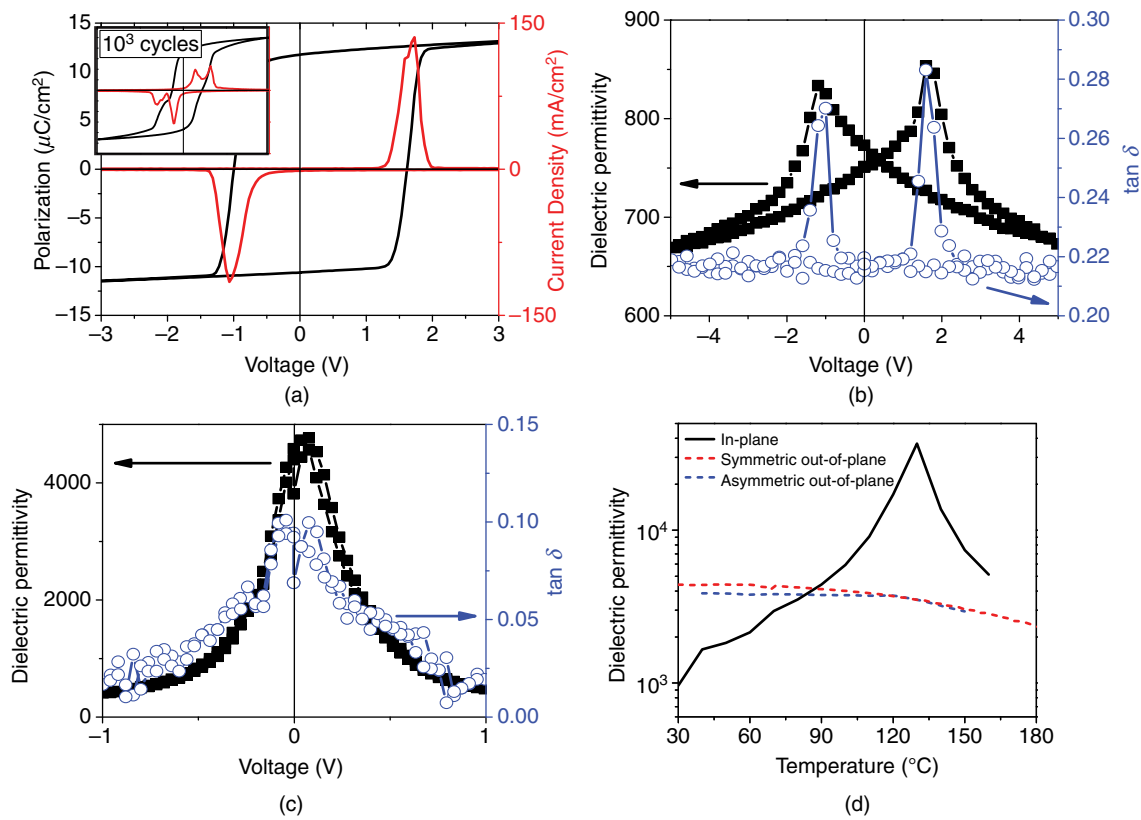 15
10
5
0
−5
−10
−15
150
0
−150
−3
−2
−1
0
1
2
3
10³ cycles
Polarization (μC/cm²)
Current Density (mA/cm²)
Voltage (V)
(a)
900
850
800
750
700
650
600
0.30
0.28
0.26
0.24
0.22
0.20
−4
−2
0
2
4
Dielectric permittivity
tan δ
Voltage (V)
(b)
4000
2000
0
0.15
0.10
0.05
0.00
−1
0
1
Dielectric permittivity
tan δ
Voltage (V)
(c)
In-plane
Symmetric out-of-plane
Asymmetric out-of-plane
10⁴
10³
30
60
90
120
150
180
Dielectric permittivity
Temperature (°C)
(d)